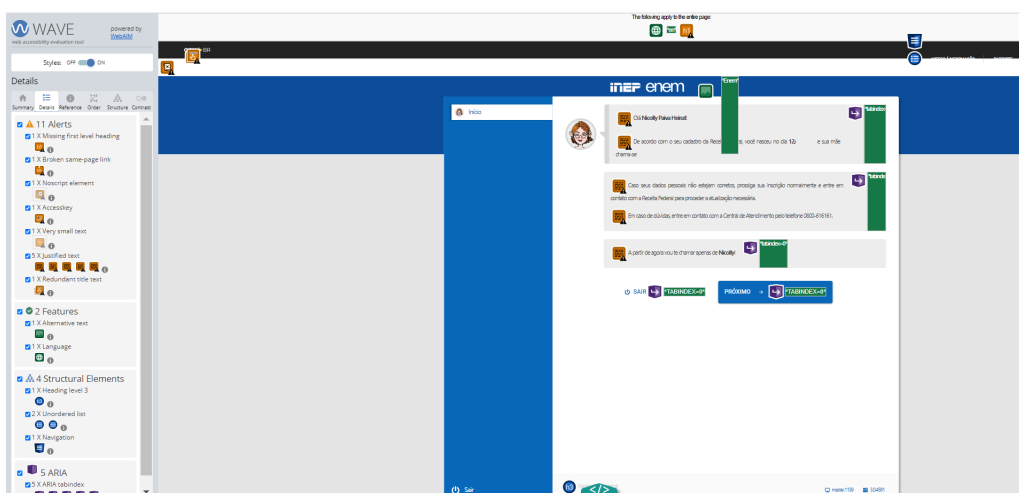 WAVE
powered by
WebAIM
web accessibility evaluation tool
Styles: OFF ON
Details
Summary Details Reference Order Structure Contrast
11 Alerts
1 X Missing first level heading
1 X Broken same-page link
1 X Noscript element
1 X Accesskey
1 X Very small text
5 X Justified text
1 X Redundant title text
2 Features
1 X Alternative text
1 X Language
4 Structural Elements
1 X Heading level 3
2 X Unordered list
1 X Navigation
5 ARIA
5 X ARIA tabindex
The following apply to the entire page:
inep enem
*Enem*
Início
Olá Nicolly Paiva
De acordo com o seu cadastro da você nasceu no dia 12/ e sua mãe
chama-se
Caso seus dados pessoais não estejam corretos, prossiga sua inscrição normalmente e entre em
contato com a Receita Federal para proceder a atualização necessária.
Em caso de dúvidas, entre em contato com a Central de Atendimento pelo telefone 0800-616161.
A partir de agora vou te chamar apenas de Nicolly!
*tabindex=0*
SAIR *TABINDEX=0*
PRÓXIMO *TABINDEX=0*
Sair
h3
</>